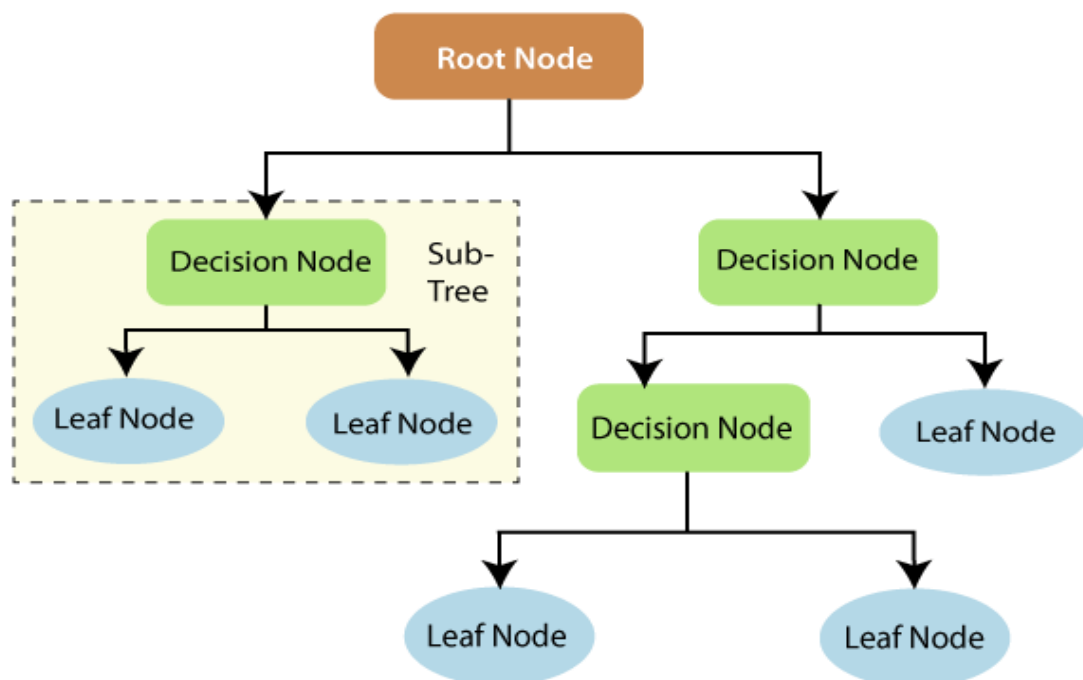 Root Node
Decision Node
Sub-
Tree
Decision Node
Leaf Node
Leaf Node
Decision Node
Leaf Node
Leaf Node
Leaf Node